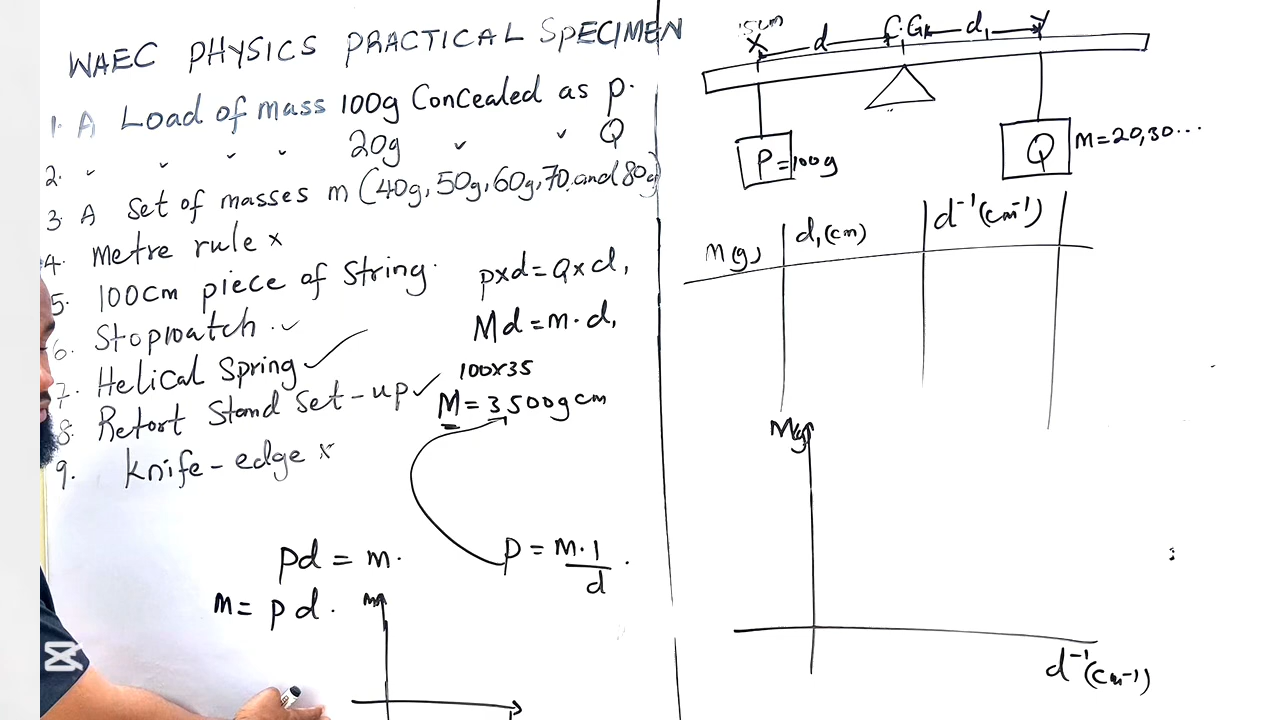 WAEC PHYSICS PRACTICAL SPECIMEN
1. A Load of mass 100g Concealed as p.
2. " " " " 20g " " Q
3. A Set of masses m (40g, 50g, 60g, 70, and 80g)
4. metre rule x
5. 100cm piece of String.
6. Stopwatch. ✓
7. Helical Spring ✓
8. Retort Stand Set-up ✓
9. Knife-edge x
pxd = Qxd,
Md = m.d,
100x35
M = 3500gcm
Pd = m.
P = M.1/d.
m = pd.
15cm
X d C.G d, Y
P = 100g
Q M = 20,30...
M(g) d,(cm) d⁻¹(cm⁻¹)
M(g)
d⁻¹(cm⁻¹)